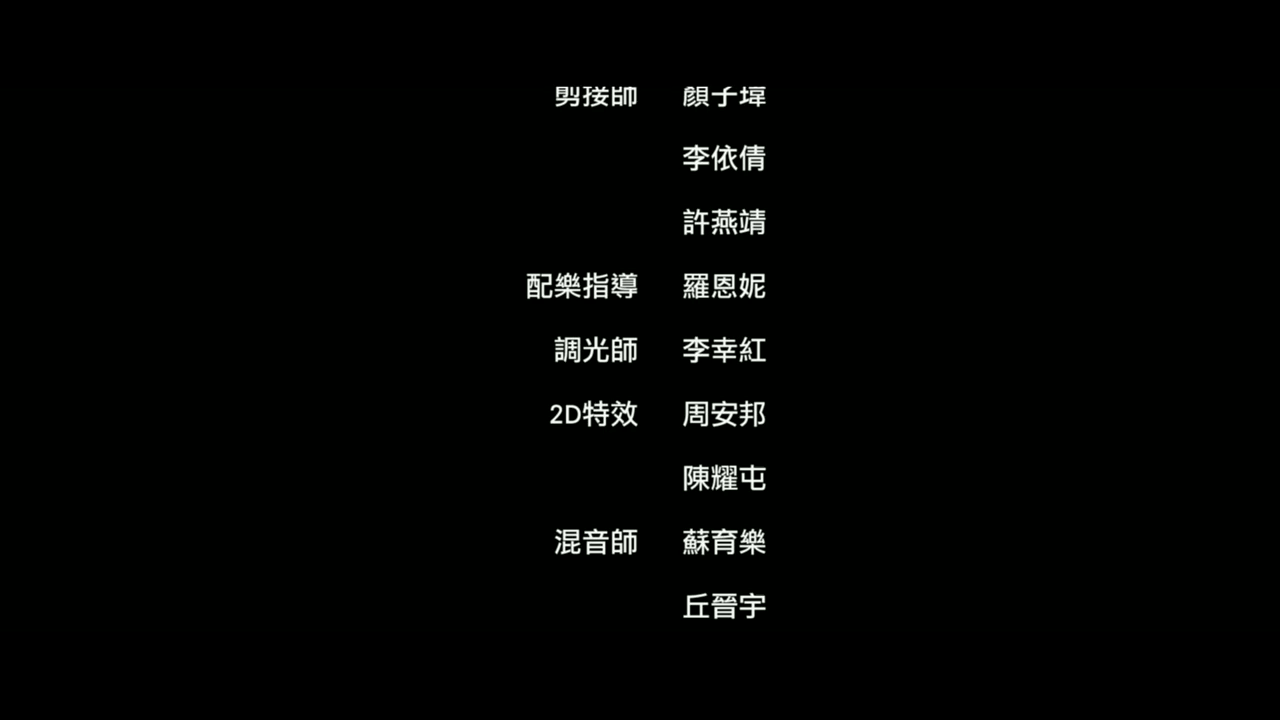 剪接師 顏子瑋
李依倩
許燕靖
配樂指導 羅恩妮
調光師 李幸紅
2D特效 周安邦
陳耀屯
混音師 蘇育樂
丘晉宇